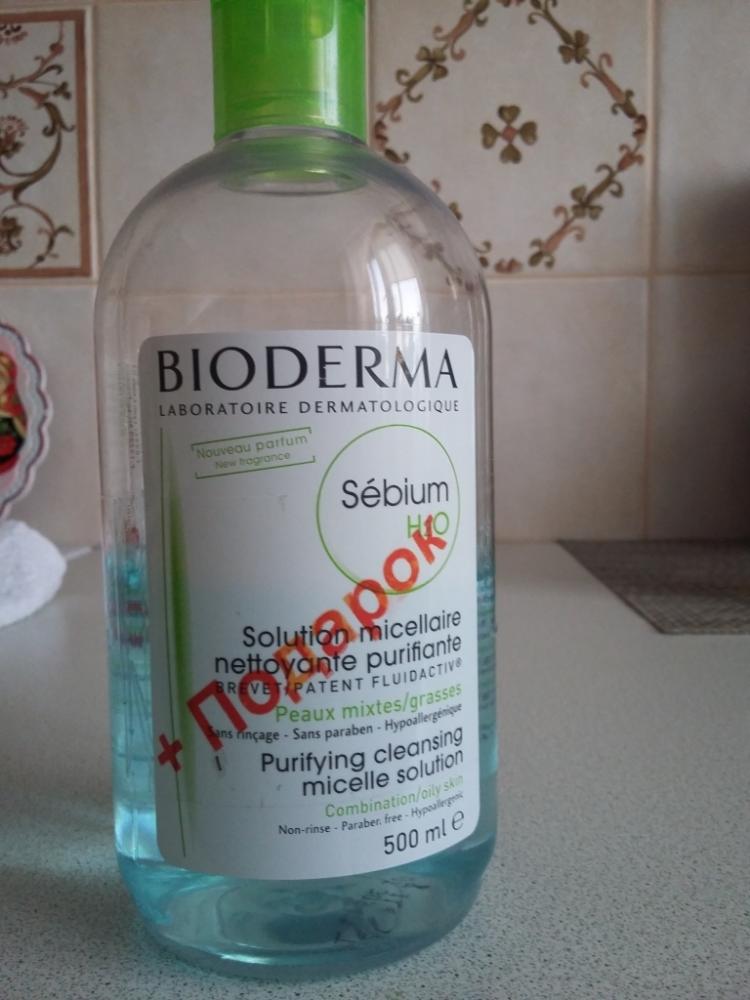 BIODERMA
LABORATOIRE DERMATOLOGIQUE
Nouveau parfum
New fragrance
Sébium
H2O
+ Подарок
Solution micellaire
nettoyante purifiante
BREVET/PATENT FLUIDACTIV®
Peaux mixtes/grasses
Sans rinçage - Sans paraben - Hypoallergénique
Purifying cleansing
micelle solution
Combination/oily skin
Non-rinse - Paraben free - Hypoallergenic
500 ml e